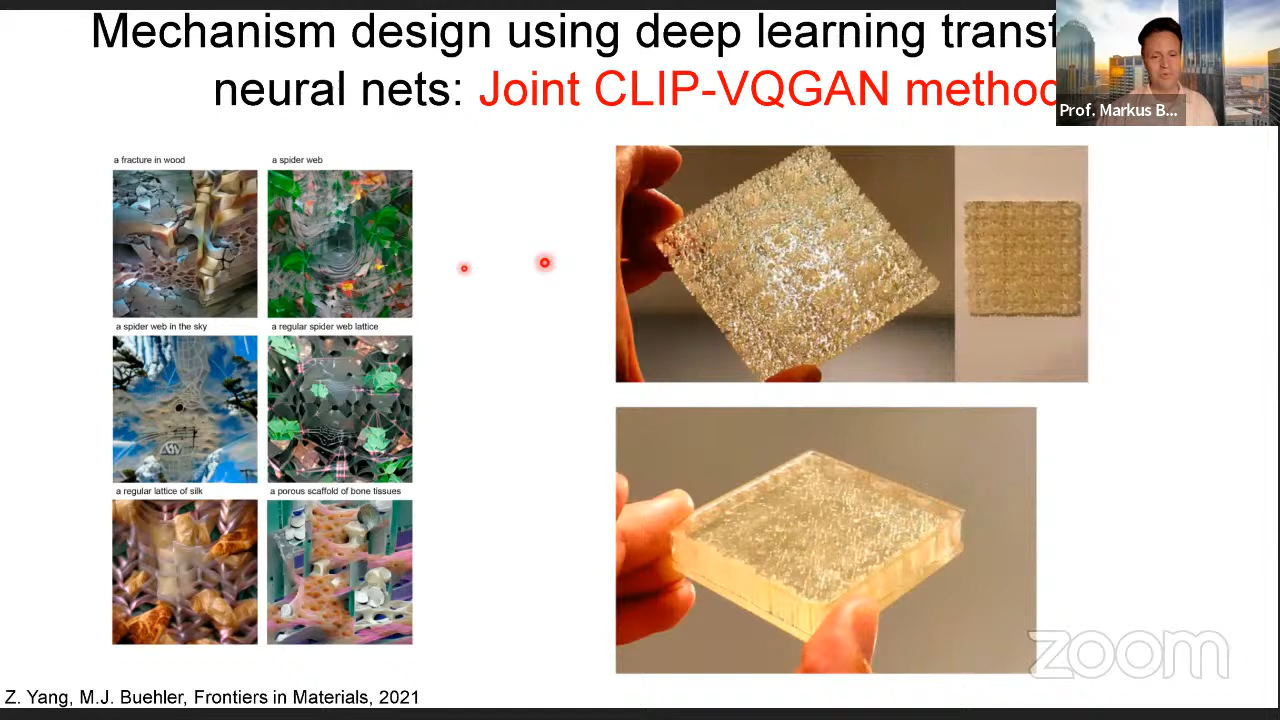 Mechanism design using deep learning transf
neural nets: Joint CLIP-VQGAN method
Prof. Markus B...
a fracture in wood
a spider web
a spider web in the sky
a regular spider web lattice
a regular lattice of silk
a porous scaffold of bone tissues
zoom
Z. Yang, M.J. Buehler, Frontiers in Materials, 2021